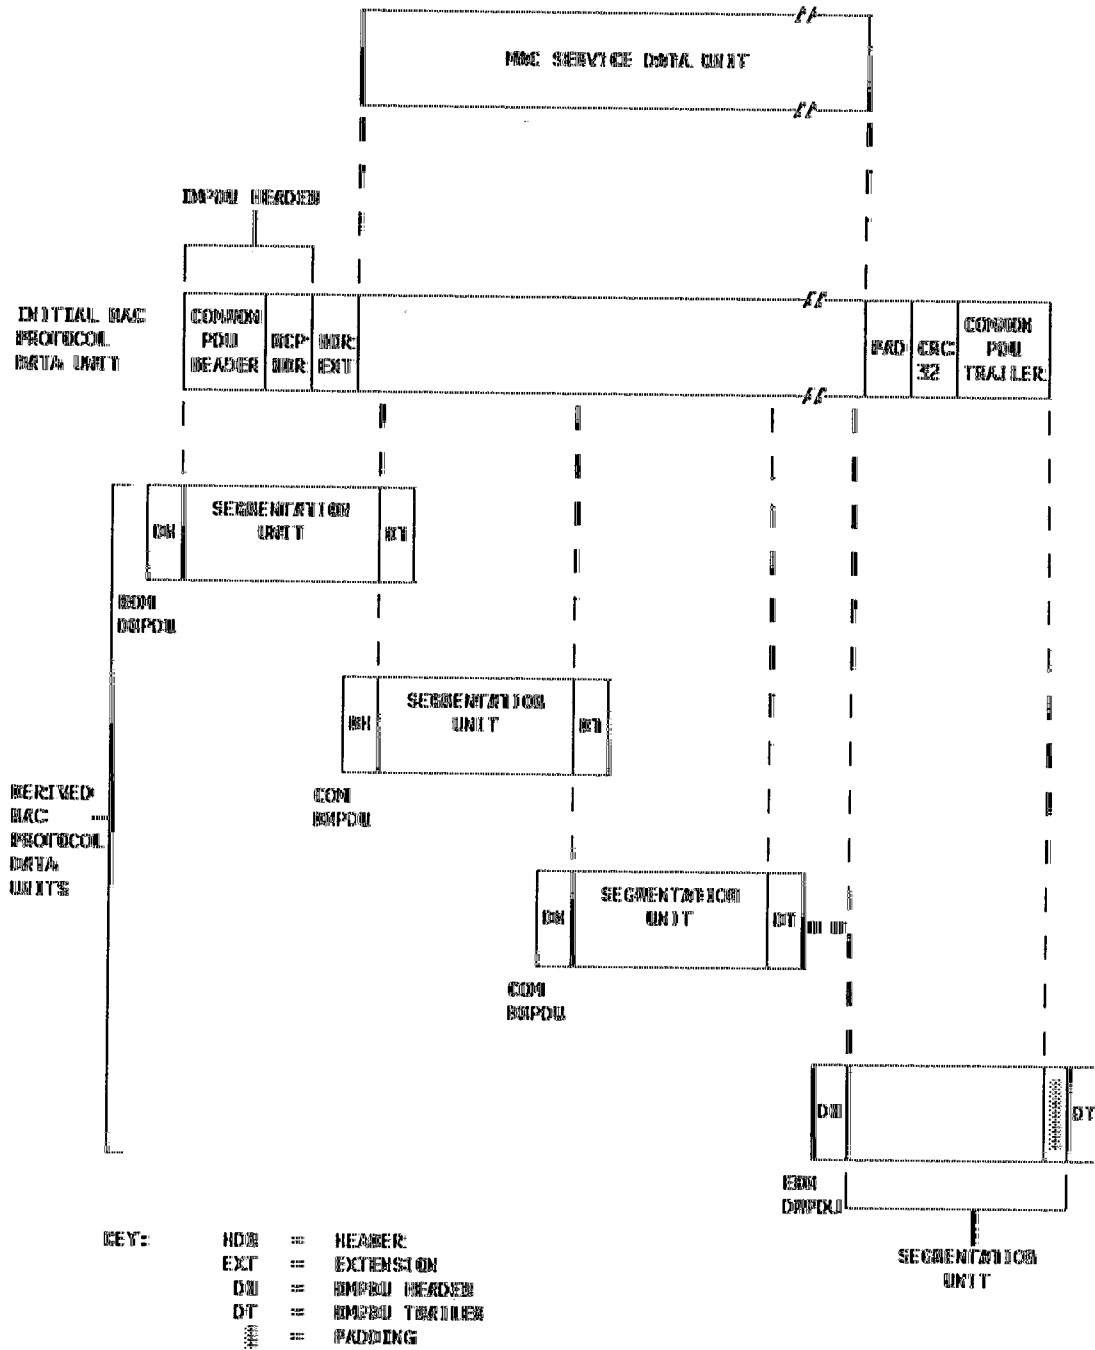 MAC SERVICE DATA UNIT
IMPDU HEADER
INITIAL MAC
PROTOCOL
DATA UNIT
COMMON
PDU
HEADER
MCP
HDR
HDR
EXT
PAD
CRC
32
COMMON
PDU
TRAILER
DH
SEGMENTATION
UNIT
DT
BOM
DMPDU
DH
SEGMENTATION
UNIT
DT
COM
DMPDU
DERIVED
MAC
PROTOCOL
DATA
UNITS
DH
SEGMENTATION
UNIT
DT
COM
DMPDU
DH
DT
EOM
DMPDU
SEGMENTATION
UNIT
KEY:
HDR = HEADER
EXT = EXTENSION
DH = DMPDU HEADER
DT = DMPDU TRAILER
= PADDING